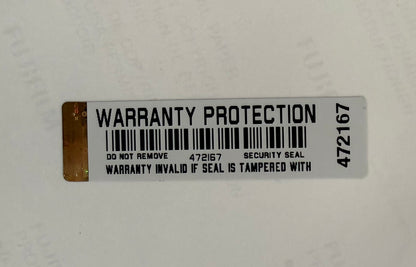 WARRANTY PROTECTION
DO NOT REMOVE 472167 SECURITY SEAL
WARRANTY INVALID IF SEAL IS TAMPERED WITH
472167